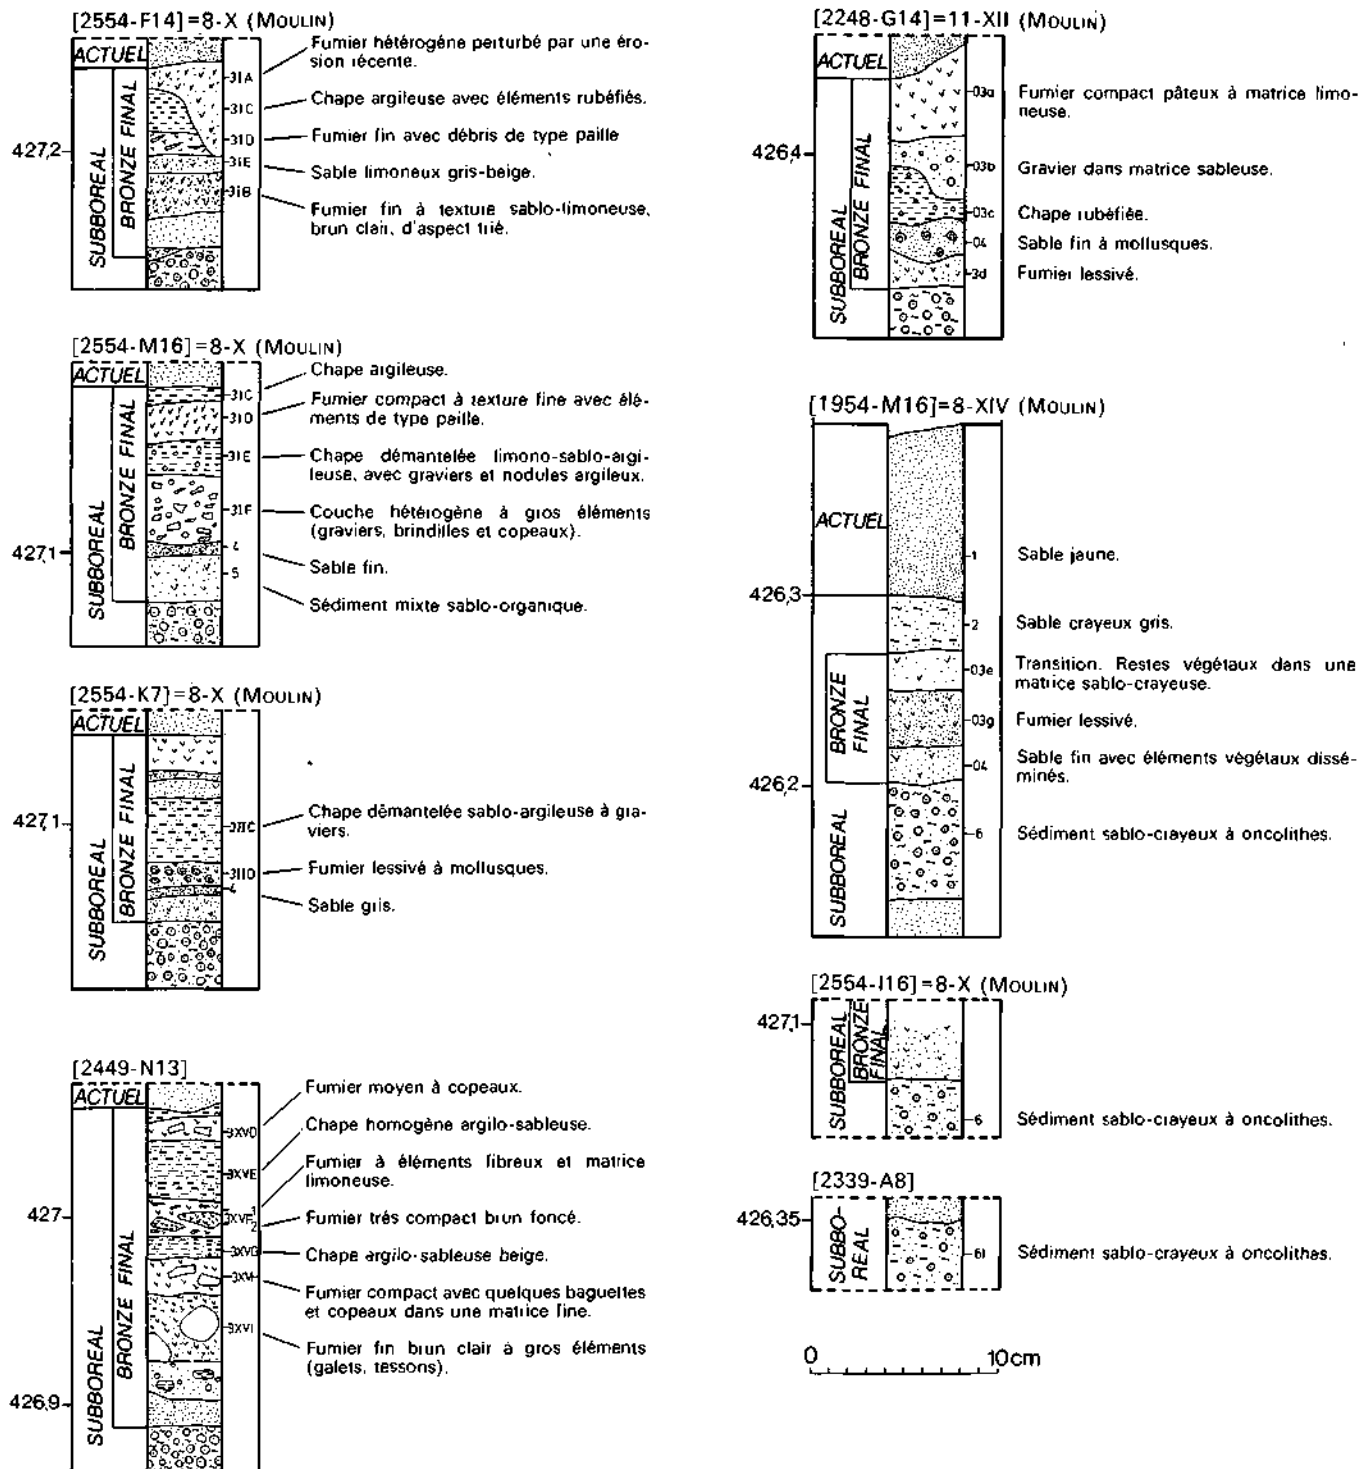 [2554-F14]=8-X (MOULIN)
ACTUEL
SUBBOREAL
BRONZE FINAL
427,2
31A
31C
31D
31E
31B
Fumier hétérogène perturbé par une éro-
sion récente.
Chape argileuse avec éléments rubéfiés.
Fumier fin avec débris de type paille
Sable limoneux gris-beige.
Fumier fin à texture sablo-limoneuse,
brun clair, d'aspect trié.
[2554-M16]=8-X (MOULIN)
ACTUEL
SUBBOREAL
BRONZE FINAL
427,1
31C
31D
31E
31F
4
5
Chape argileuse.
Fumier compact à texture fine avec élé-
ments de type paille.
Chape démantelée limono-sablo-argi-
leuse, avec graviers et nodules argileux.
Couche hétérogène à gros éléments
(graviers, brindilles et copeaux).
Sable fin.
Sédiment mixte sablo-organique.
[2554-K7]=8-X (MOULIN)
ACTUEL
SUBBOREAL
BRONZE FINAL
427,1
4
Chape démantelée sablo-argileuse à gra-
viers.
Fumier lessivé à mollusques.
Sable gris.
[2449-N13]
ACTUEL
SUBBOREAL
BRONZE FINAL
427
426,9
3XVD
3XVE
3XVF
1
2
3XVG
3XVI
Fumier moyen à copeaux.
Chape homogène argilo-sableuse.
Fumier à éléments fibreux et matrice
limoneuse.
Fumier très compact brun foncé.
Chape argilo-sableuse beige.
Fumier compact avec quelques baguettes
et copeaux dans une matrice fine.
Fumier fin brun clair à gros éléments
(galets, tessons).
[2248-G14]=11-XII (MOULIN)
ACTUEL
SUBBOREAL
BRONZE FINAL
426,4
03a
03b
03c
04
3d
Fumier compact pâteux à matrice limo-
neuse.
Gravier dans matrice sableuse.
Chape rubéfiée.
Sable fin à mollusques.
Fumier lessivé.
[1954-M16]=8-XIV (MOULIN)
ACTUEL
BRONZE
FINAL
SUBBOREAL
426,3
426,2
1
2
03e
03g
04
6
Sable jaune.
Sable crayeux gris.
Transition. Restes végétaux dans une
matrice sablo-crayeuse.
Fumier lessivé.
Sable fin avec éléments végétaux dissé-
minés.
Sédiment sablo-crayeux à oncolithes.
[2554-I16]=8-X (MOULIN)
SUBBOREAL
BRONZE
FINAL
427,1
6
Sédiment sablo-crayeux à oncolithes.
[2339-A8]
SUBBO-
REAL
426,35
61
Sédiment sablo-crayeux à oncolithes.
0 10cm